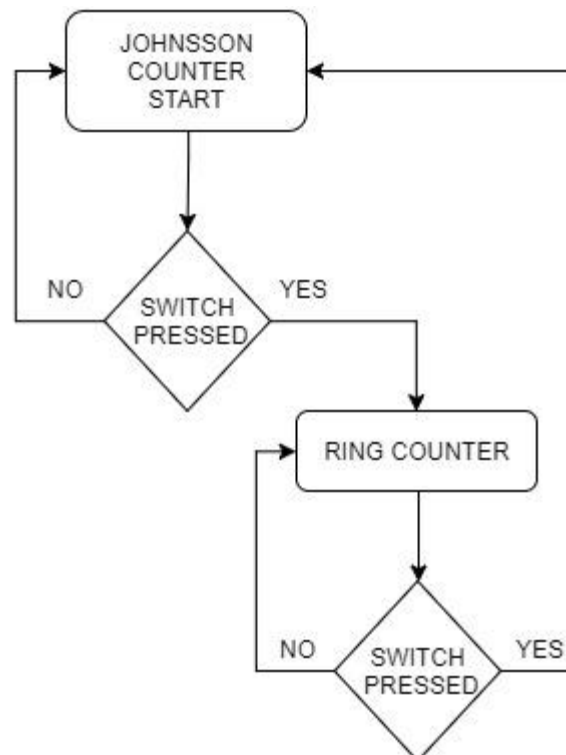 JOHNSSON
COUNTER
START
NO
YES
SWITCH
PRESSED
RING COUNTER
NO
YES
SWITCH
PRESSED